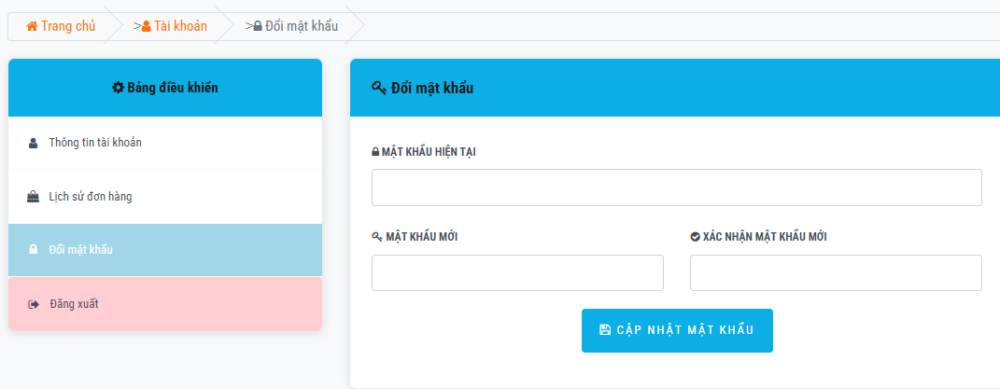 Trang chủ > Tài khoản > Đổi mật khẩu
Bảng điều khiển
Thông tin tài khoản
Lịch sử đơn hàng
Đổi mật khẩu
Đăng xuất
Đổi mật khẩu
MẬT KHẨU HIỆN TẠI
MẬT KHẨU MỚI
XÁC NHẬN MẬT KHẨU MỚI
CẬP NHẬT MẬT KHẨU